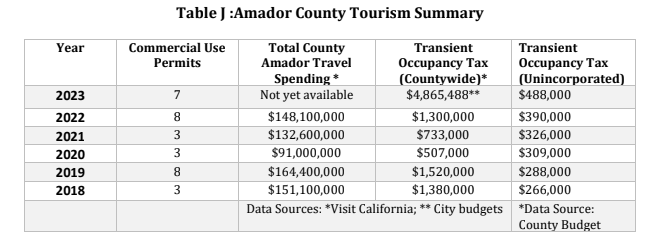 Table J :Amador County Tourism Summary
Year Commercial Use Permits Total County Amador Travel Spending * Transient Occupancy Tax (Countywide)* Transient Occupancy Tax (Unincorporated)
2023 7 Not yet available $4,865,488** $488,000
2022 8 $148,100,000 $1,300,000 $390,000
2021 3 $132,600,000 $733,000 $326,000
2020 3 $91,000,000 $507,000 $309,000
2019 8 $164,400,000 $1,520,000 $288,000
2018 3 $151,100,000 $1,380,000 $266,000
Data Sources: *Visit California; ** City budgets *Data Source: County Budget